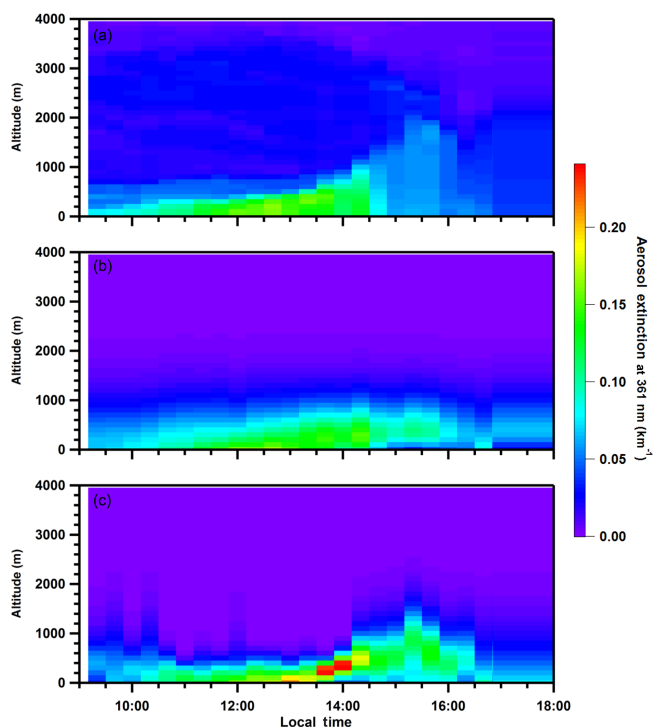 4000
(a)
3000
2000
1000
0
Altitude (m)
4000
(b)
3000
2000
1000
0
Altitude (m)
4000
(c)
3000
2000
1000
0
Altitude (m)
10:00 12:00 14:00 16:00 18:00
Local time
0.20
0.15
0.10
0.05
0.00
Aerosol extinction at 361 nm (km⁻¹)